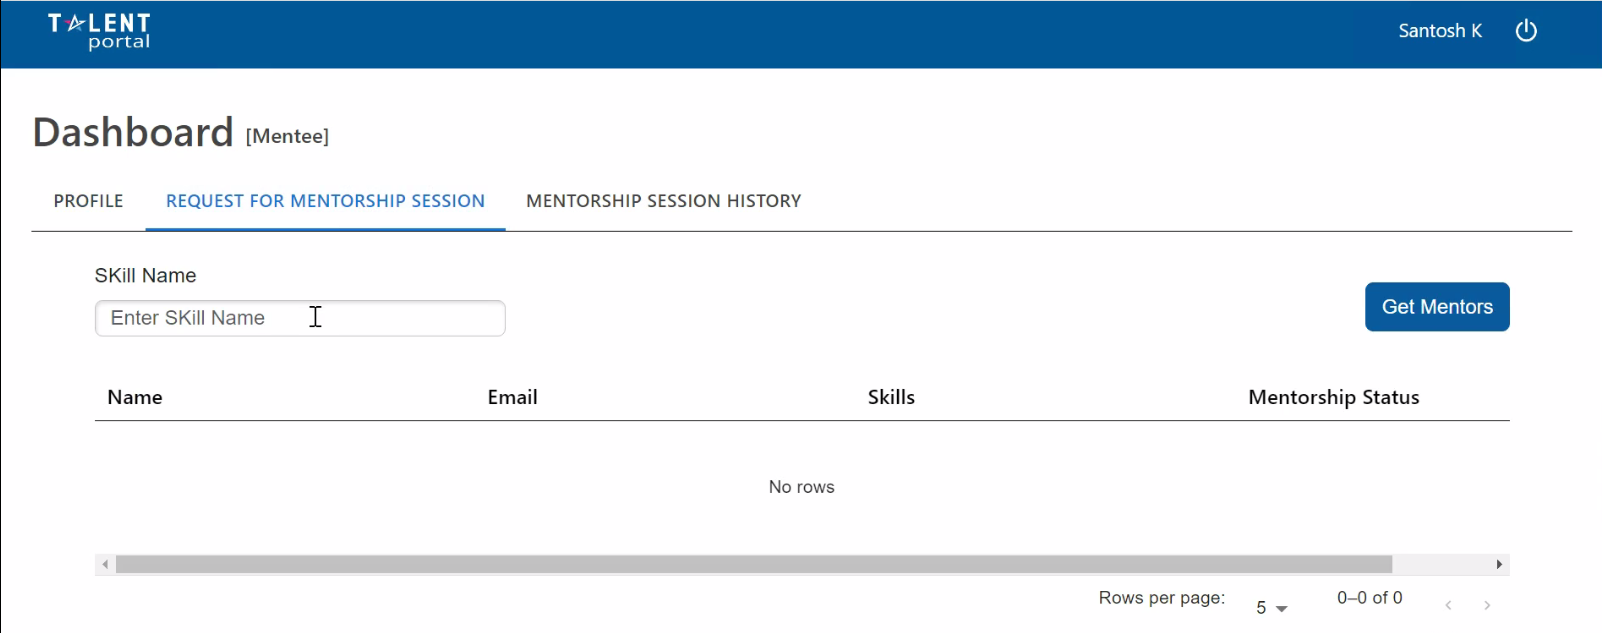 TALENT
portal
Santosh K
Dashboard [Mentee]
PROFILE REQUEST FOR MENTORSHIP SESSION MENTORSHIP SESSION HISTORY
SKill Name
Enter SKill Name
Get Mentors
Name Email Skills Mentorship Status
No rows
Rows per page: 5 0–0 of 0